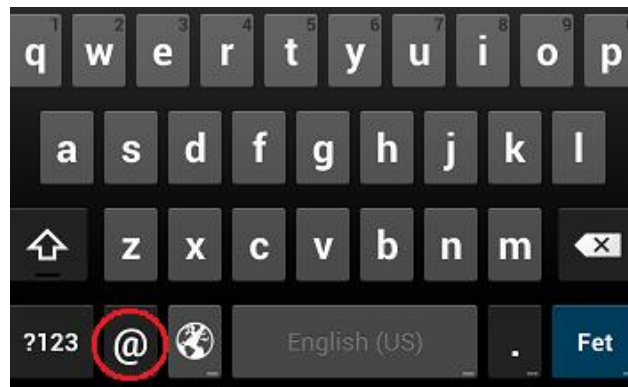 1 2 3 4 5 6 7 8 9
q w e r t y u i o p
a s d f g h j k l
z x c v b n m
?123 @ English (US) . Fet